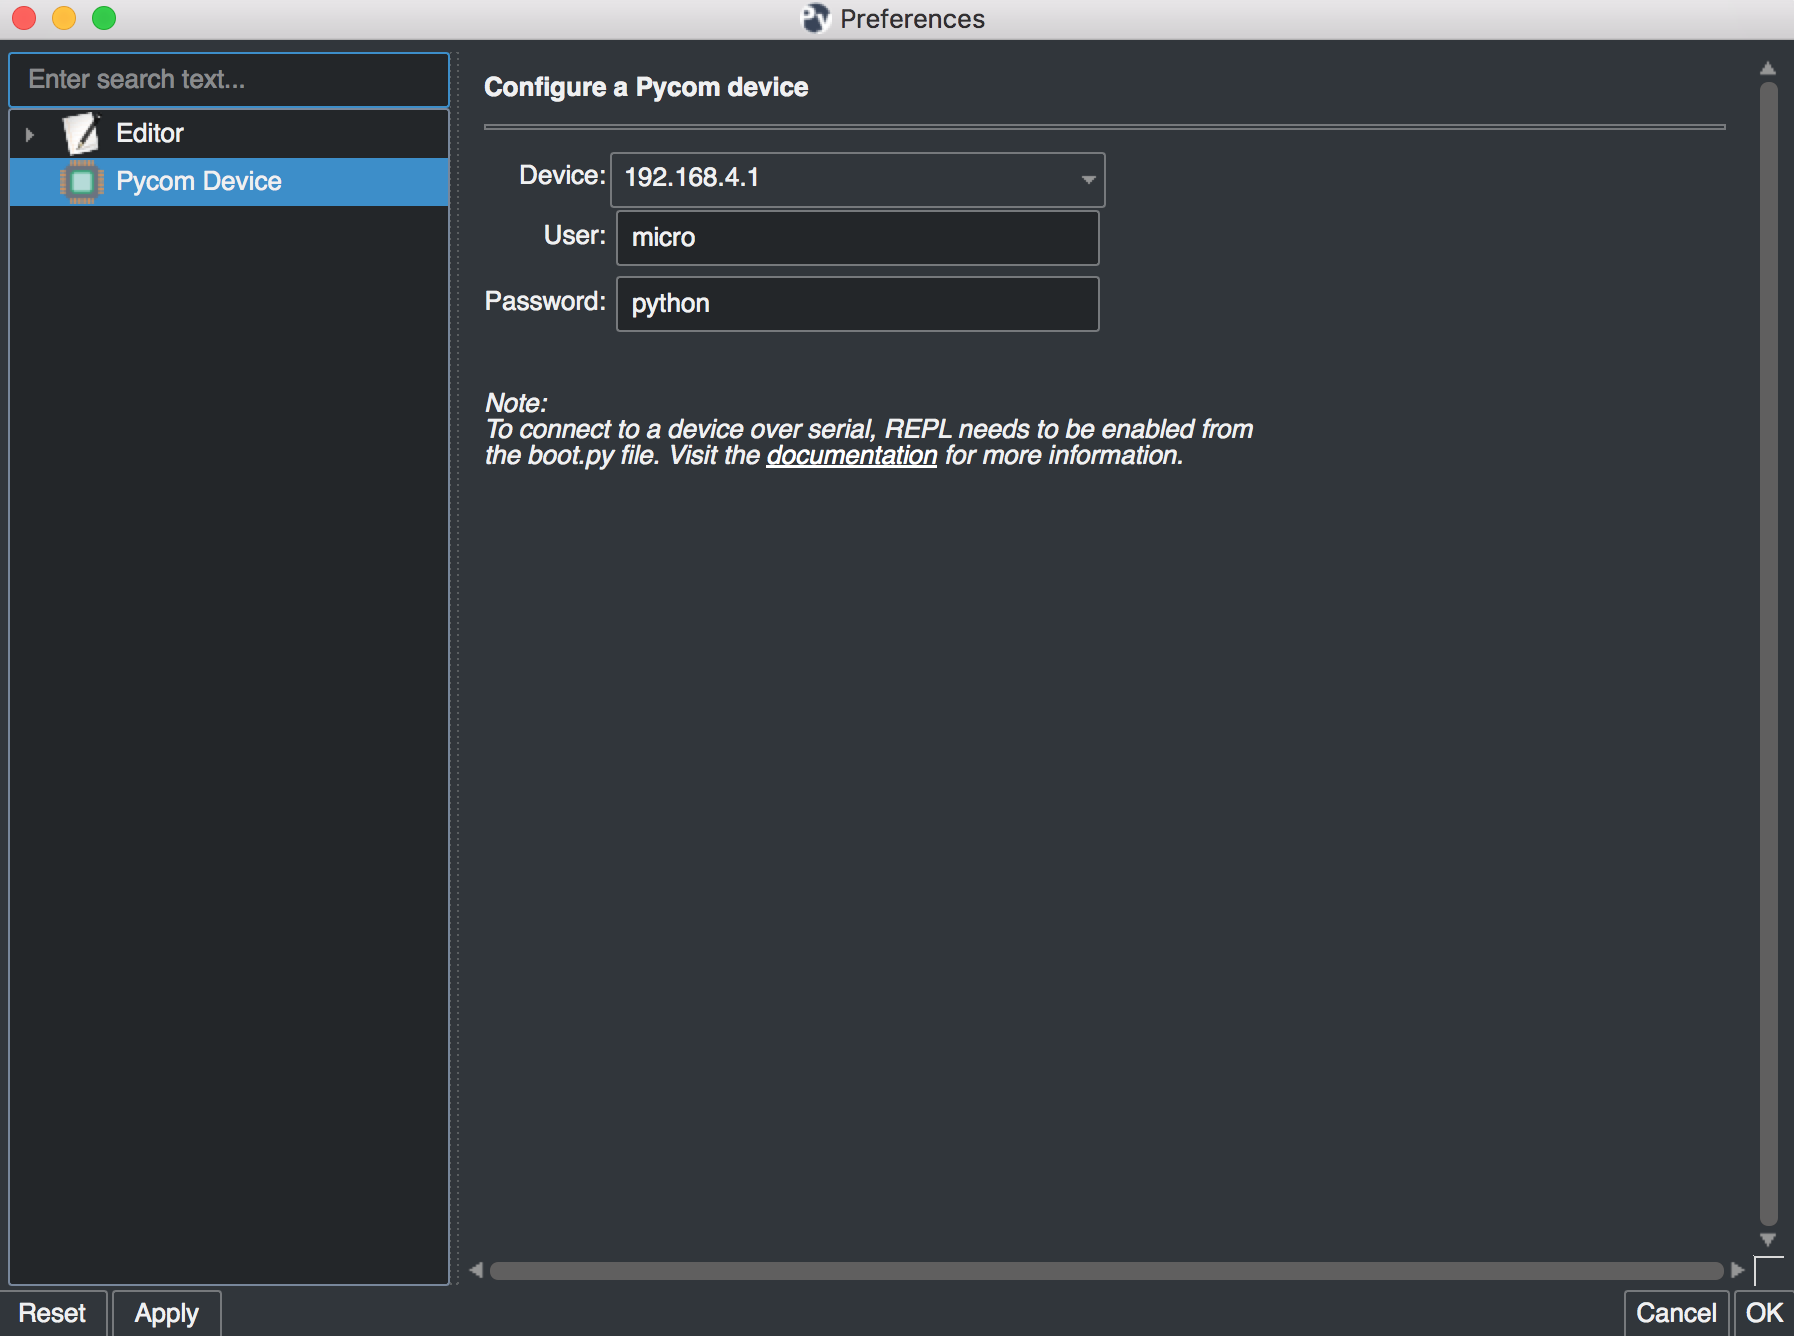 Preferences
Enter search text...
Editor
Pycom Device
Configure a Pycom device
Device: 192.168.4.1
User: micro
Password: python
Note:
To connect to a device over serial, REPL needs to be enabled from
the boot.py file. Visit the documentation for more information.
Reset Apply Cancel OK